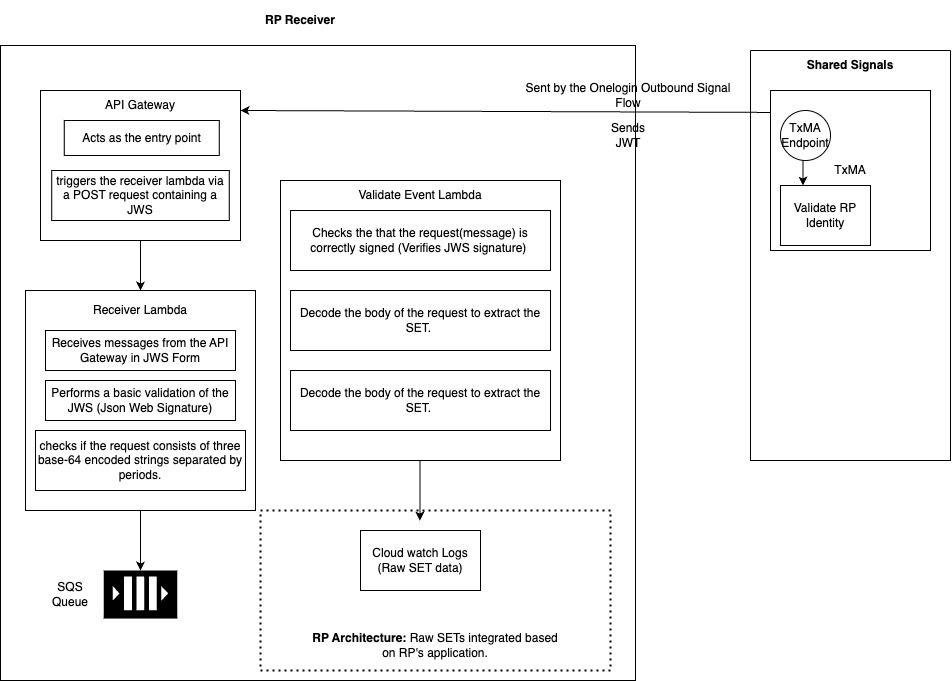 RP Receiver
Shared Signals
API Gateway
Acts as the entry point
triggers the receiver lambda via
a POST request containing a
JWS
Sent by the Onelogin Outbound Signal
Flow
Sends
JWT
TxMA
Endpoint
TxMA
Validate RP
Identity
Validate Event Lambda
Checks the that the request(message) is
correctly signed (Verifies JWS signature)
Decode the body of the request to extract the
SET.
Decode the body of the request to extract the
SET.
Receiver Lambda
Receives messages from the API
Gateway in JWS Form
Performs a basic validation of the
JWS (Json Web Signature)
checks if the request consists of three
base-64 encoded strings separated by
periods.
SQS
Queue
Cloud watch Logs
(Raw SET data)
RP Architecture: Raw SETs integrated based
on RP's application.